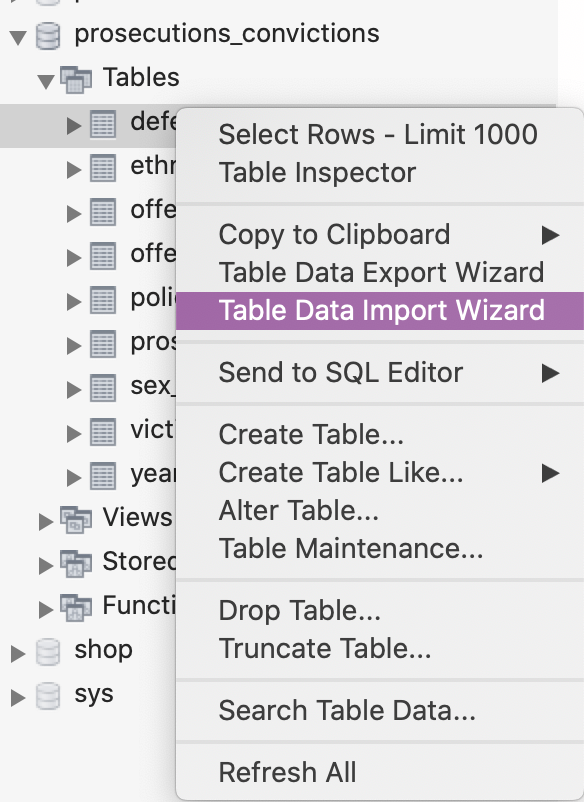 prosecutions_convictions
Tables
Select Rows - Limit 1000
Table Inspector
Copy to Clipboard
Table Data Export Wizard
Table Data Import Wizard
Send to SQL Editor
Create Table...
Create Table Like...
Alter Table...
Table Maintenance...
Drop Table...
Truncate Table...
Search Table Data...
Refresh All
defe
ethr
offe
offe
poli
pros
sex_
vict
year
Views
Stored
Functi
shop
sys